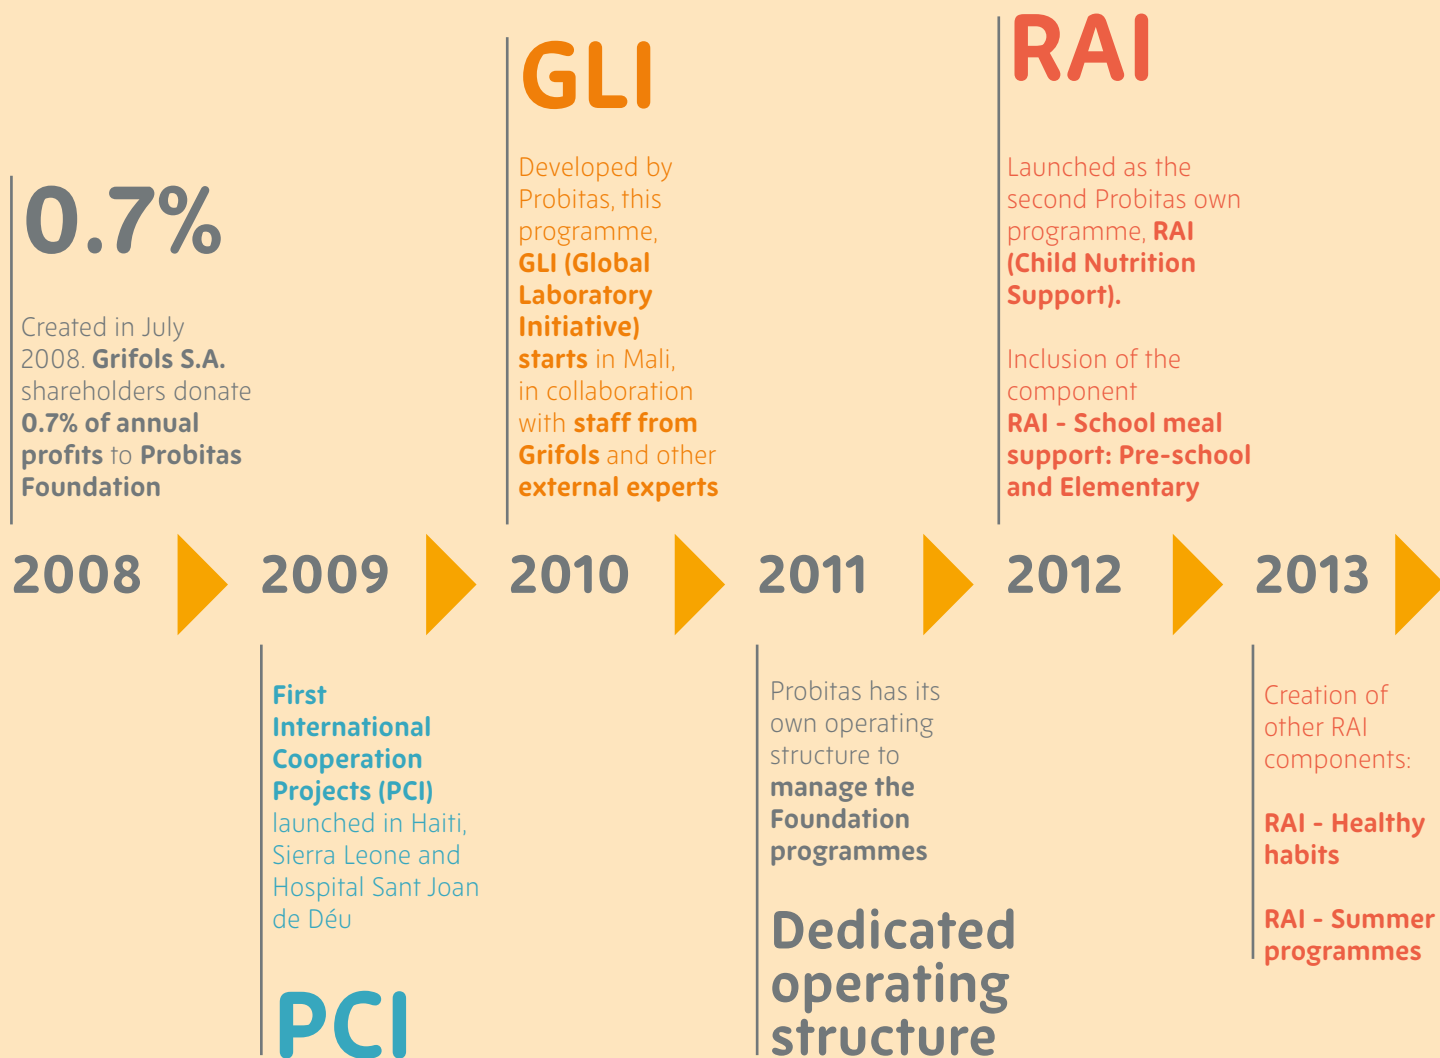 0.7%
Created in July
2008. Grifols S.A.
shareholders donate
0.7% of annual
profits to Probitas
Foundation
GLI
Developed by
Probitas, this
programme,
GLI (Global
Laboratory
Initiative)
starts in Mali,
in collaboration
with staff from
Grifols and other
external experts
RAI
Launched as the
second Probitas own
programme, RAI
(Child Nutrition
Support).
Inclusion of the
component
RAI - School meal
support: Pre-school
and Elementary
2008 2009 2010 2011 2012 2013
First
International
Cooperation
Projects (PCI)
launched in Haiti,
Sierra Leone and
Hospital Sant Joan
de Déu
PCI
Probitas has its
own operating
structure to
manage the
Foundation
programmes
Dedicated
operating
structure
Creation of
other RAI
components:
RAI - Healthy
habits
RAI - Summer
programmes